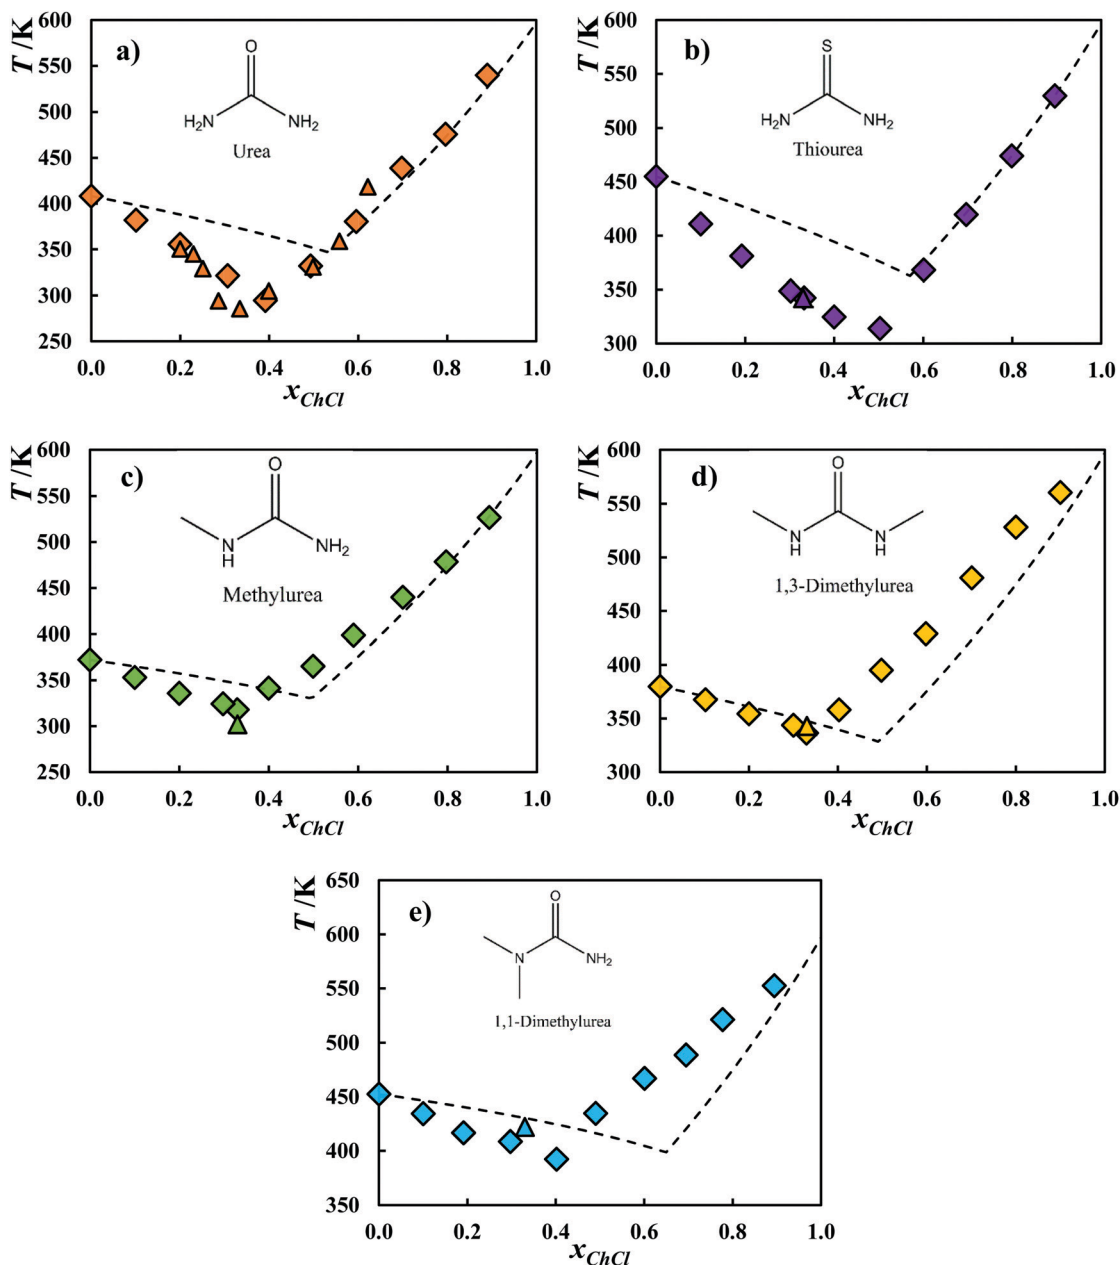 a)
T /K
600
550
500
450
400
350
300
250
0.0 0.2 0.4 0.6 0.8 1.0
x_ChCl
O
H₂N NH₂
Urea
b)
T /K
600
550
500
450
400
350
300
0.0 0.2 0.4 0.6 0.8 1.0
x_ChCl
S
H₂N NH₂
Thiourea
c)
T /K
600
550
500
450
400
350
300
250
0.0 0.2 0.4 0.6 0.8 1.0
x_ChCl
O
N
H
NH₂
Methylurea
d)
T /K
600
550
500
450
400
350
300
0.0 0.2 0.4 0.6 0.8 1.0
x_ChCl
O
N N
H H
1,3-Dimethylurea
e)
T /K
650
600
550
500
450
400
350
0.0 0.2 0.4 0.6 0.8 1.0
x_ChCl
O
N NH₂
1,1-Dimethylurea